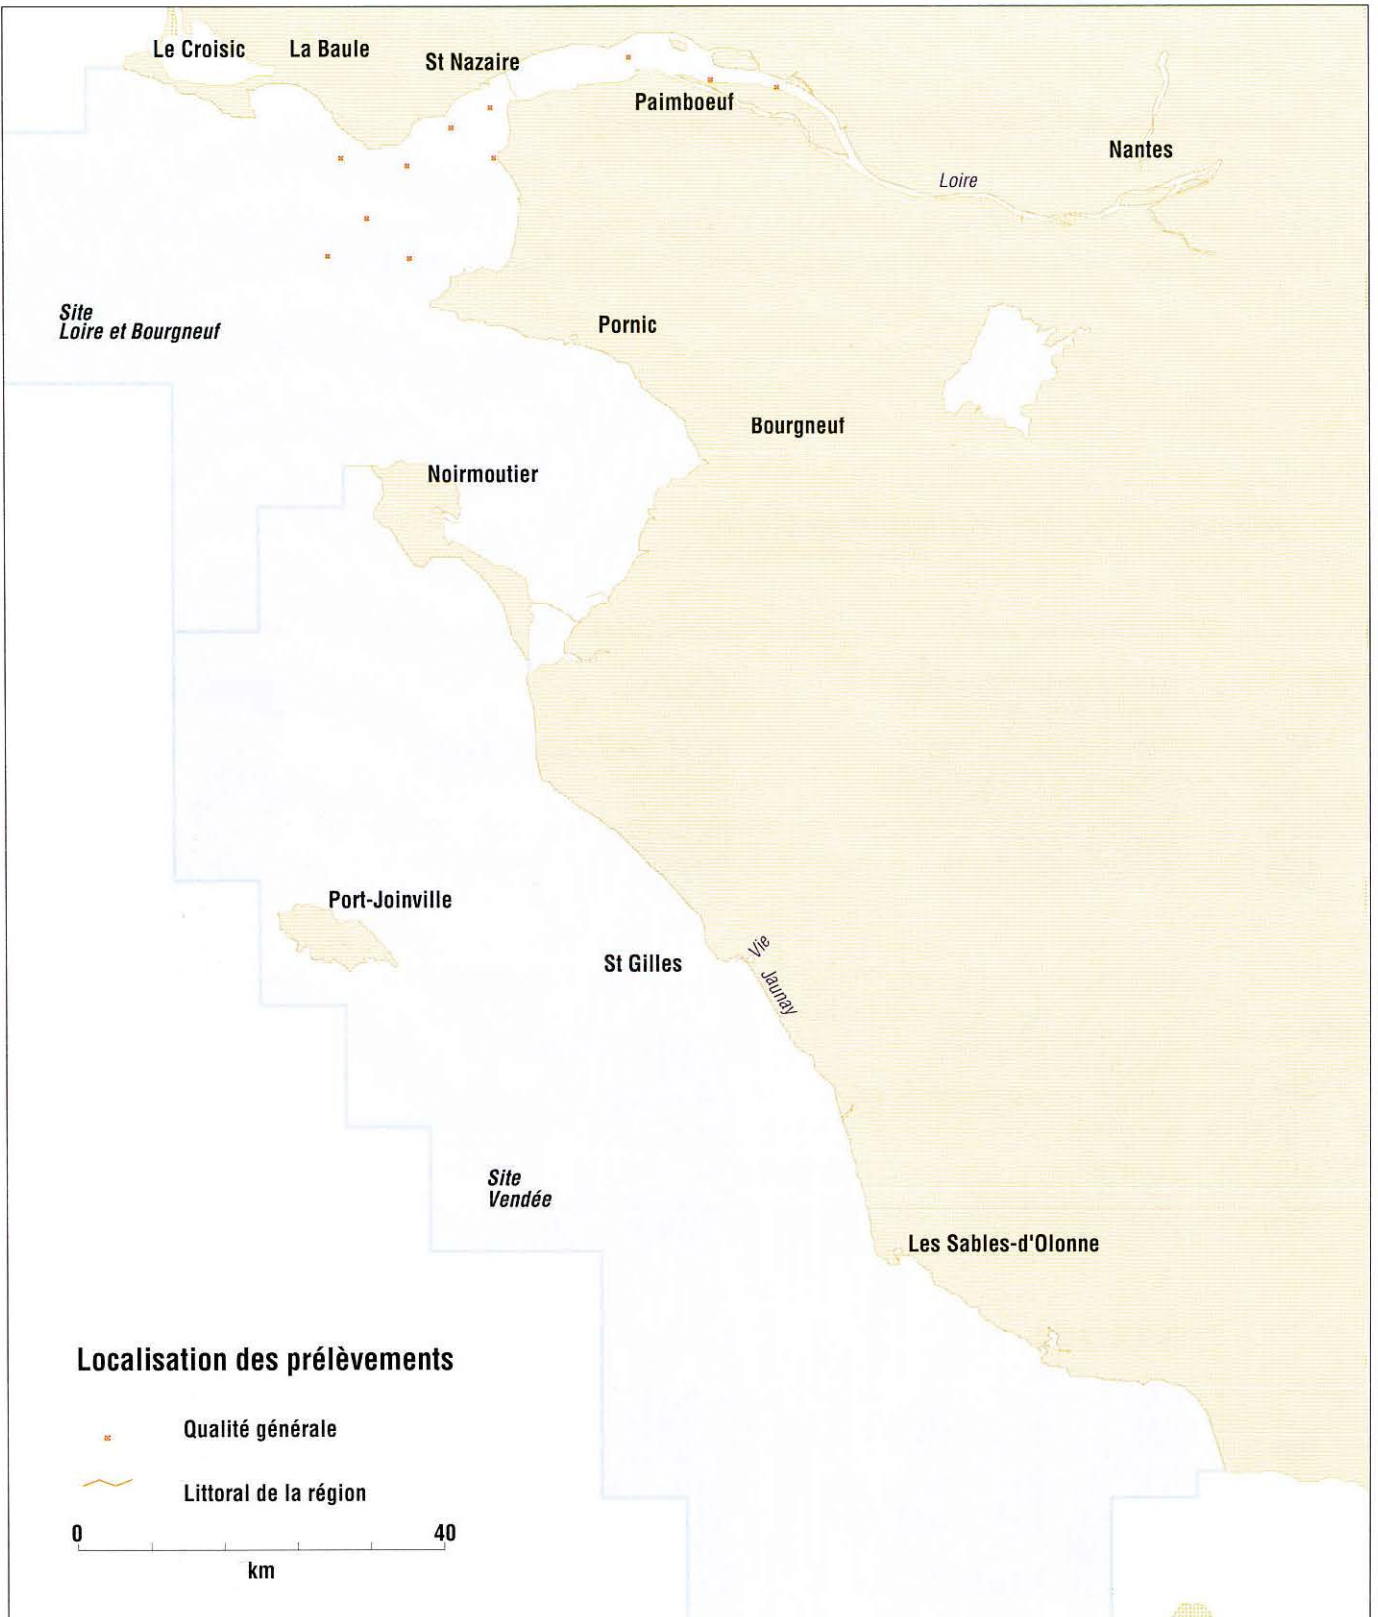 Le Croisic
La Baule
St Nazaire
Paimboeuf
Nantes
Loire
Site
Loire et Bourgneuf
Pornic
Bourgneuf
Noirmoutier
Port-Joinville
St Gilles
Vie
Jaunay
Site
Vendée
Les Sables-d'Olonne
Localisation des prélèvements
Qualité générale
Littoral de la région
0 40
km